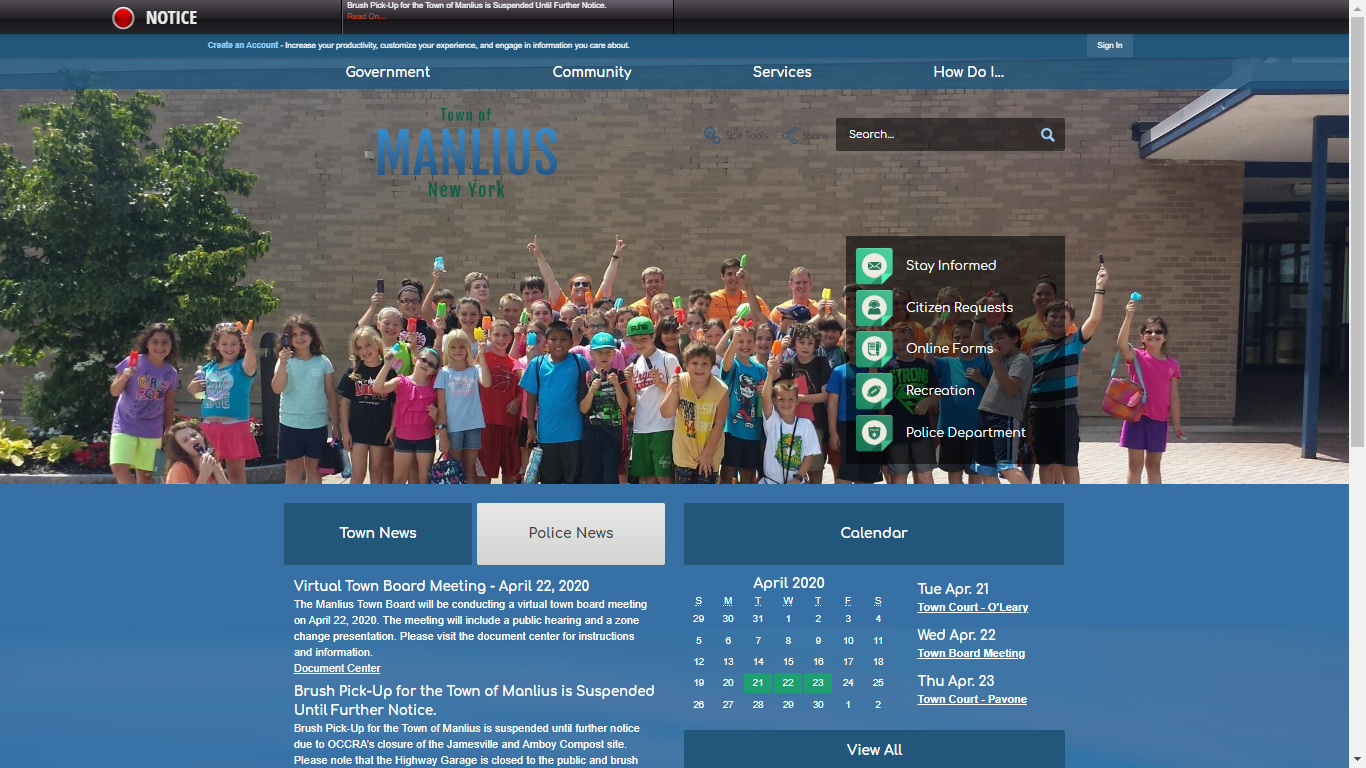 NOTICE
Brush Pick-Up for the Town of Manlius is Suspended Until Further Notice.
Read On...
Create an Account - Increase your productivity, customize your experience, and engage in information you care about.
Sign In
Government
Community
Services
How Do I...
Town of
MANLIUS
New York
Site Tools
Share
Search...
Stay Informed
Citizen Requests
Online Forms
Recreation
Police Department
Town News
Police News
Virtual Town Board Meeting - April 22, 2020
The Manlius Town Board will be conducting a virtual town board meeting
on April 22, 2020. The meeting will include a public hearing and a zone
change presentation. Please visit the document center for instructions
and information.
Document Center
Brush Pick-Up for the Town of Manlius is Suspended
Until Further Notice.
Brush Pick-Up for the Town of Manlius is suspended until further notice
due to OCCRA's closure of the Jamesville and Amboy Compost site.
Please note that the Highway Garage is closed to the public and brush
Calendar
April 2020
S M T W T F S
29 30 31 1 2 3 4
5 6 7 8 9 10 11
12 13 14 15 16 17 18
19 20 21 22 23 24 25
26 27 28 29 30 1 2
Tue Apr. 21
Town Court - O'Leary
Wed Apr. 22
Town Board Meeting
Thu Apr. 23
Town Court - Pavone
View All